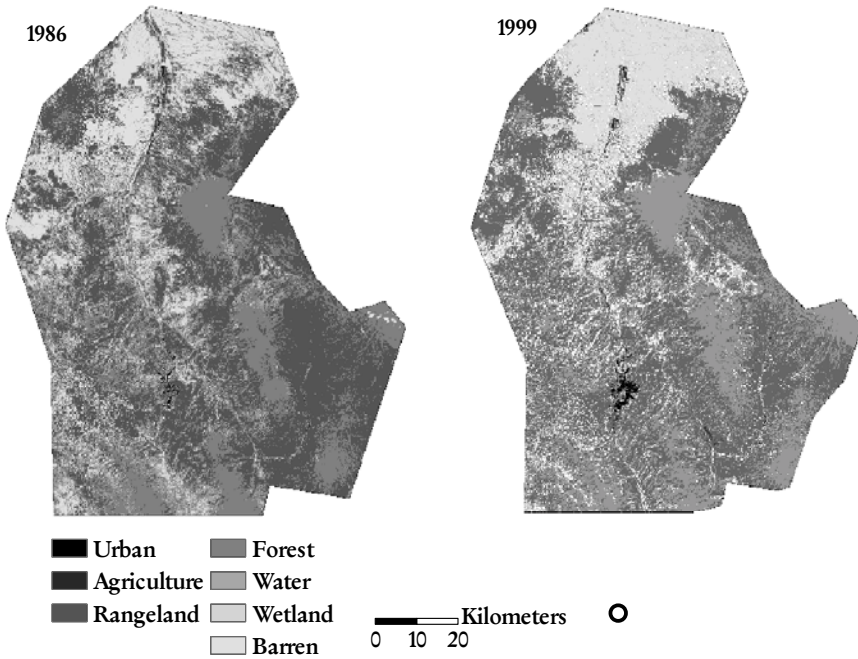 1986
1999
Urban
Agriculture
Rangeland
Forest
Water
Wetland
Barren
Kilometers
0 10 20